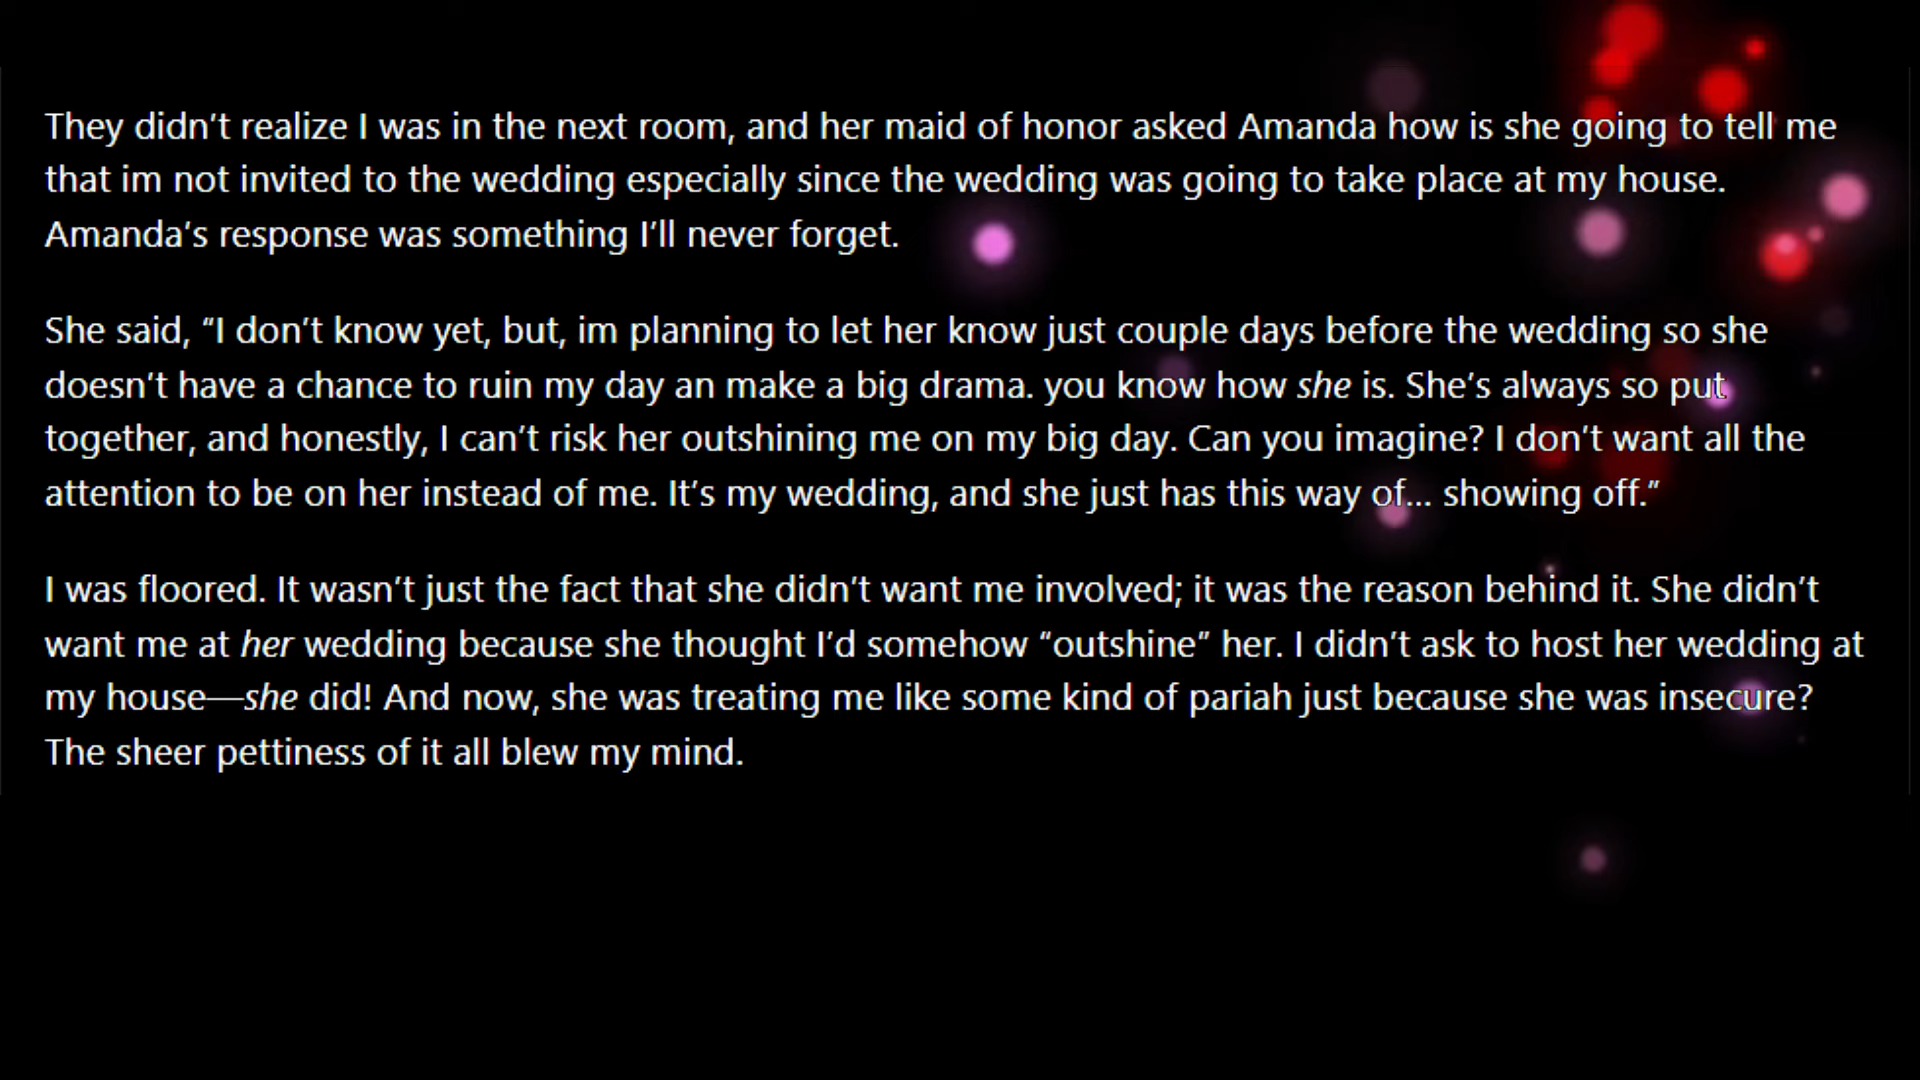 They didn’t realize I was in the next room, and her maid of honor asked Amanda how is she going to tell me
that im not invited to the wedding especially since the wedding was going to take place at my house.
Amanda’s response was something I’ll never forget.
She said, “I don’t know yet, but, im planning to let her know just couple days before the wedding so she
doesn’t have a chance to ruin my day an make a big drama. you know how she is. She’s always so put
together, and honestly, I can’t risk her outshining me on my big day. Can you imagine? I don’t want all the
attention to be on her instead of me. It’s my wedding, and she just has this way of... showing off.”
I was floored. It wasn’t just the fact that she didn’t want me involved; it was the reason behind it. She didn’t
want me at her wedding because she thought I’d somehow “outshine” her. I didn’t ask to host her wedding at
my house—she did! And now, she was treating me like some kind of pariah just because she was insecure?
The sheer pettiness of it all blew my mind.